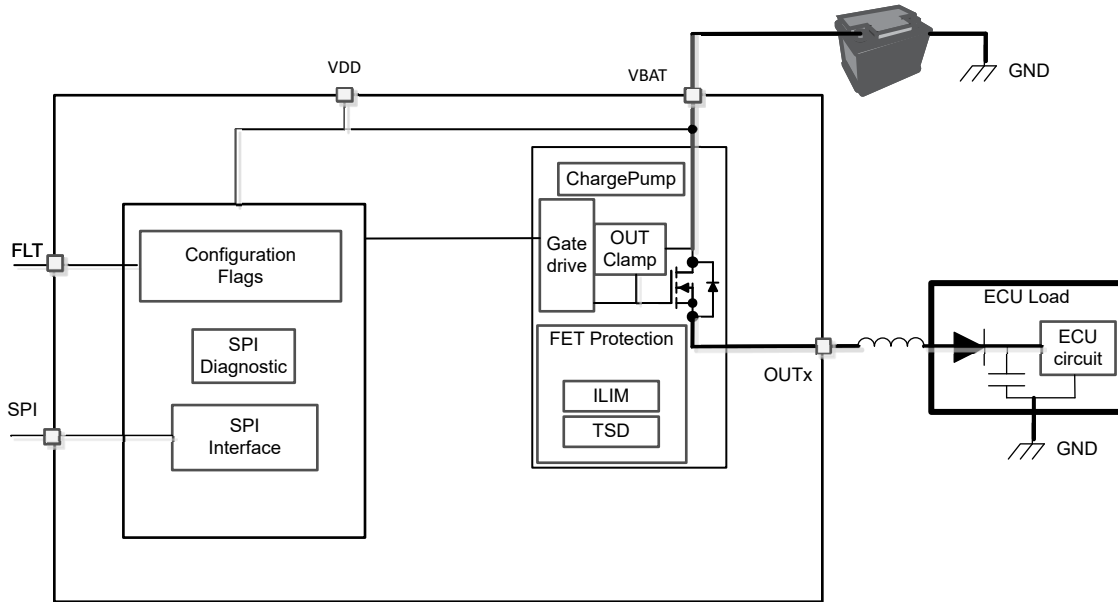 VDD
VBAT
GND
ChargePump
FLT
Configuration
Flags
Gate
drive
OUT
Clamp
ECU Load
SPI
Diagnostic
FET Protection
ECU
circuit
OUTx
ILIM
TSD
SPI
SPI
Interface
GND